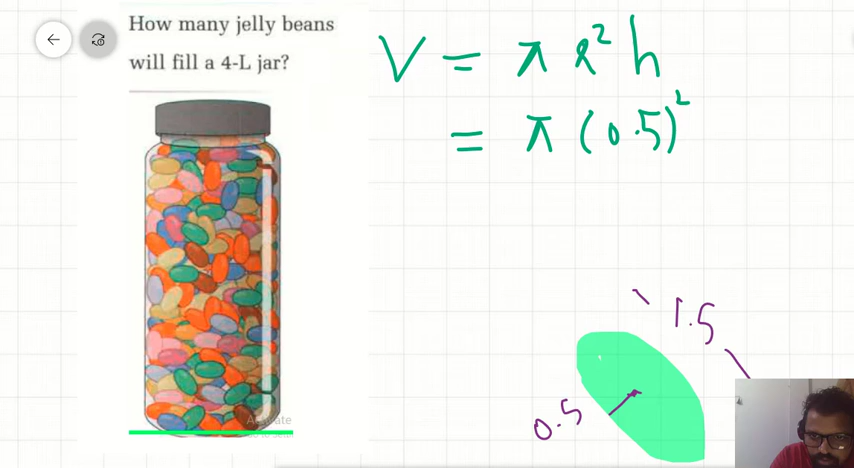 How many jelly beans
will fill a 4-L jar?
V = π r² h
= π (0.5)²
1.5
0.5